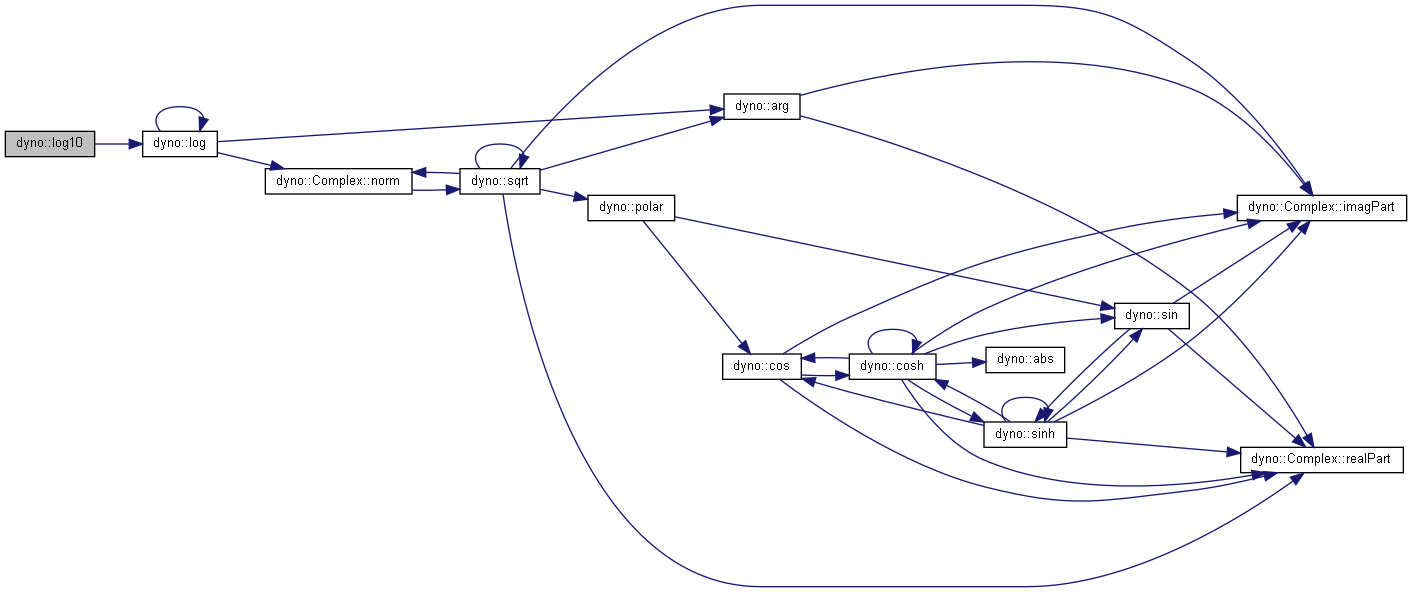 dyno::log10
dyno::log
dyno::Complex::norm
dyno::sqrt
dyno::arg
dyno::polar
dyno::Complex::imagPart
dyno::sin
dyno::cos
dyno::cosh
dyno::abs
dyno::sinh
dyno::Complex::realPart